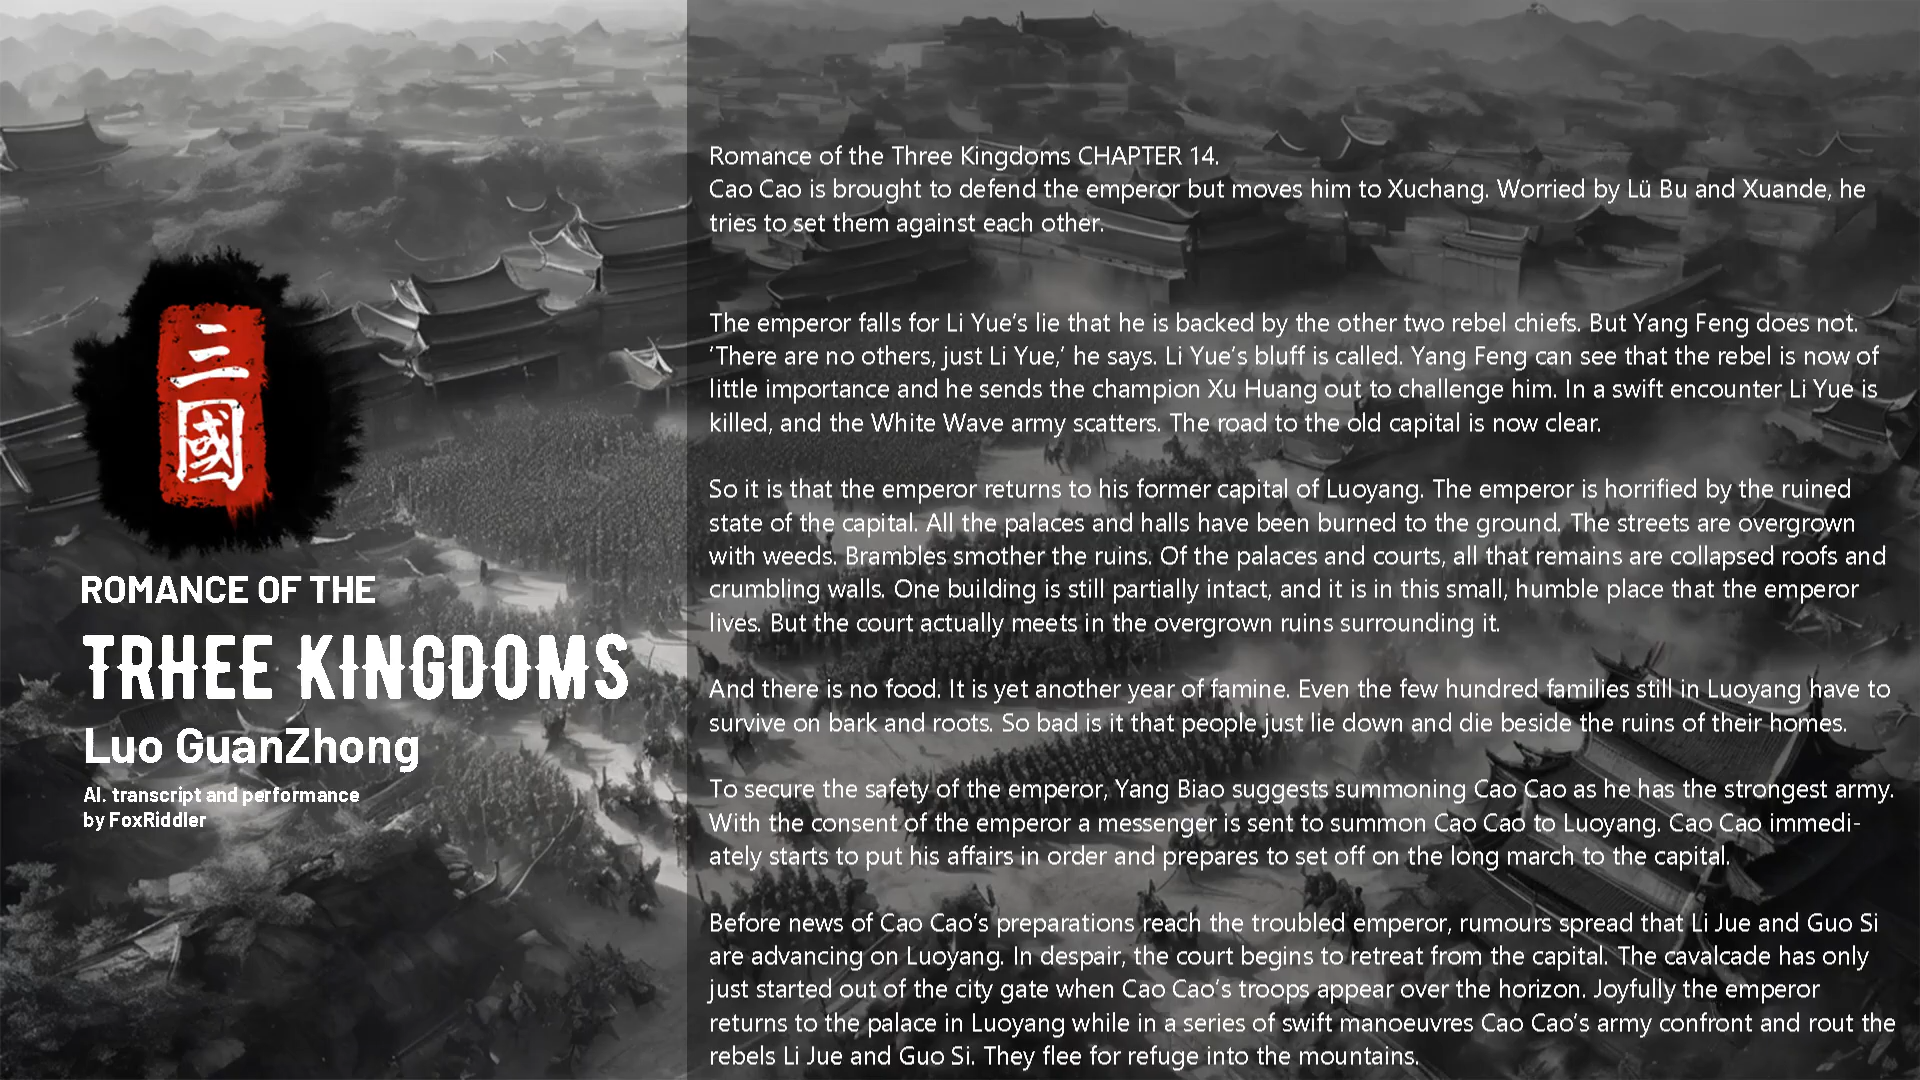 三
國
ROMANCE OF THE
TRHEE KINGDOMS
Luo GuanZhong
AI. transcript and performance
by FoxRiddler
Romance of the Three Kingdoms CHAPTER 14.
Cao Cao is brought to defend the emperor but moves him to Xuchang. Worried by Lü Bu and Xuande, he
tries to set them against each other.
The emperor falls for Li Yue’s lie that he is backed by the other two rebel chiefs. But Yang Feng does not.
‘There are no others, just Li Yue,’ he says. Li Yue’s bluff is called. Yang Feng can see that the rebel is now of
little importance and he sends the champion Xu Huang out to challenge him. In a swift encounter Li Yue is
killed, and the White Wave army scatters. The road to the old capital is now clear.
So it is that the emperor returns to his former capital of Luoyang. The emperor is horrified by the ruined
state of the capital. All the palaces and halls have been burned to the ground. The streets are overgrown
with weeds. Brambles smother the ruins. Of the palaces and courts, all that remains are collapsed roofs and
crumbling walls. One building is still partially intact, and it is in this small, humble place that the emperor
lives. But the court actually meets in the overgrown ruins surrounding it.
And there is no food. It is yet another year of famine. Even the few hundred families still in Luoyang have to
survive on bark and roots. So bad is it that people just lie down and die beside the ruins of their homes.
To secure the safety of the emperor, Yang Biao suggests summoning Cao Cao as he has the strongest army.
With the consent of the emperor a messenger is sent to summon Cao Cao to Luoyang. Cao Cao immedi-
ately starts to put his affairs in order and prepares to set off on the long march to the capital.
Before news of Cao Cao’s preparations reach the troubled emperor, rumours spread that Li Jue and Guo Si
are advancing on Luoyang. In despair, the court begins to retreat from the capital. The cavalcade has only
just started out of the city gate when Cao Cao’s troops appear over the horizon. Joyfully the emperor
returns to the palace in Luoyang while in a series of swift manoeuvres Cao Cao’s army confront and rout the
rebels Li Jue and Guo Si. They flee for refuge into the mountains.